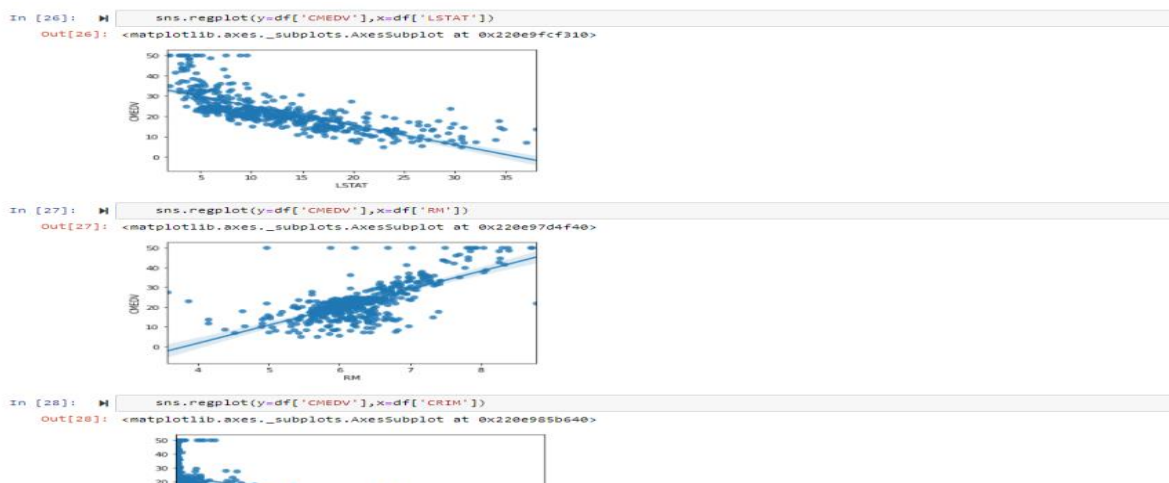 In [26]: sns.regplot(y=df['CMEDV'],x=df['LSTAT'])
Out[26]: <matplotlib.axes._subplots.AxesSubplot at 0x220e9fcf310>
50
40
30
20
10
0
CMEDV
5 10 15 20 25 30 35
LSTAT
In [27]: sns.regplot(y=df['CMEDV'],x=df['RM'])
Out[27]: <matplotlib.axes._subplots.AxesSubplot at 0x220e97d4f40>
50
40
30
20
10
0
CMEDV
4 5 6 7 8
RM
In [28]: sns.regplot(y=df['CMEDV'],x=df['CRIM'])
Out[28]: <matplotlib.axes._subplots.AxesSubplot at 0x220e985b640>
50
40
30
20